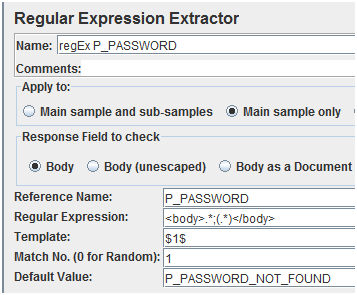 Regular Expression Extractor
Name: regEx P_PASSWORD
Comments:
Apply to:
Main sample and sub-samples Main sample only
Response Field to check
Body Body (unescaped) Body as a Document
Reference Name: P_PASSWORD
Regular Expression: <body>.*;(.*)</body>
Template: $1$
Match No. (0 for Random): 1
Default Value: P_PASSWORD_NOT_FOUND